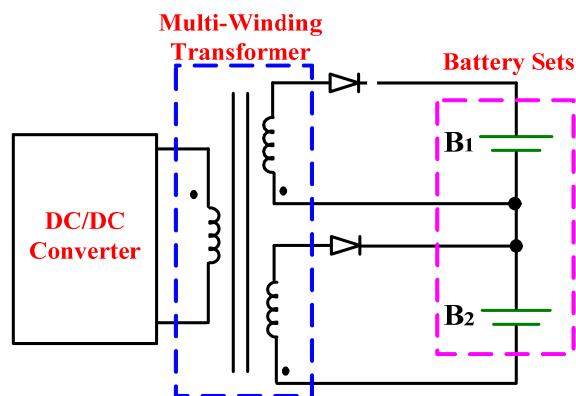 Multi-Winding
Transformer
Battery Sets
B1
DC/DC
Converter
B2